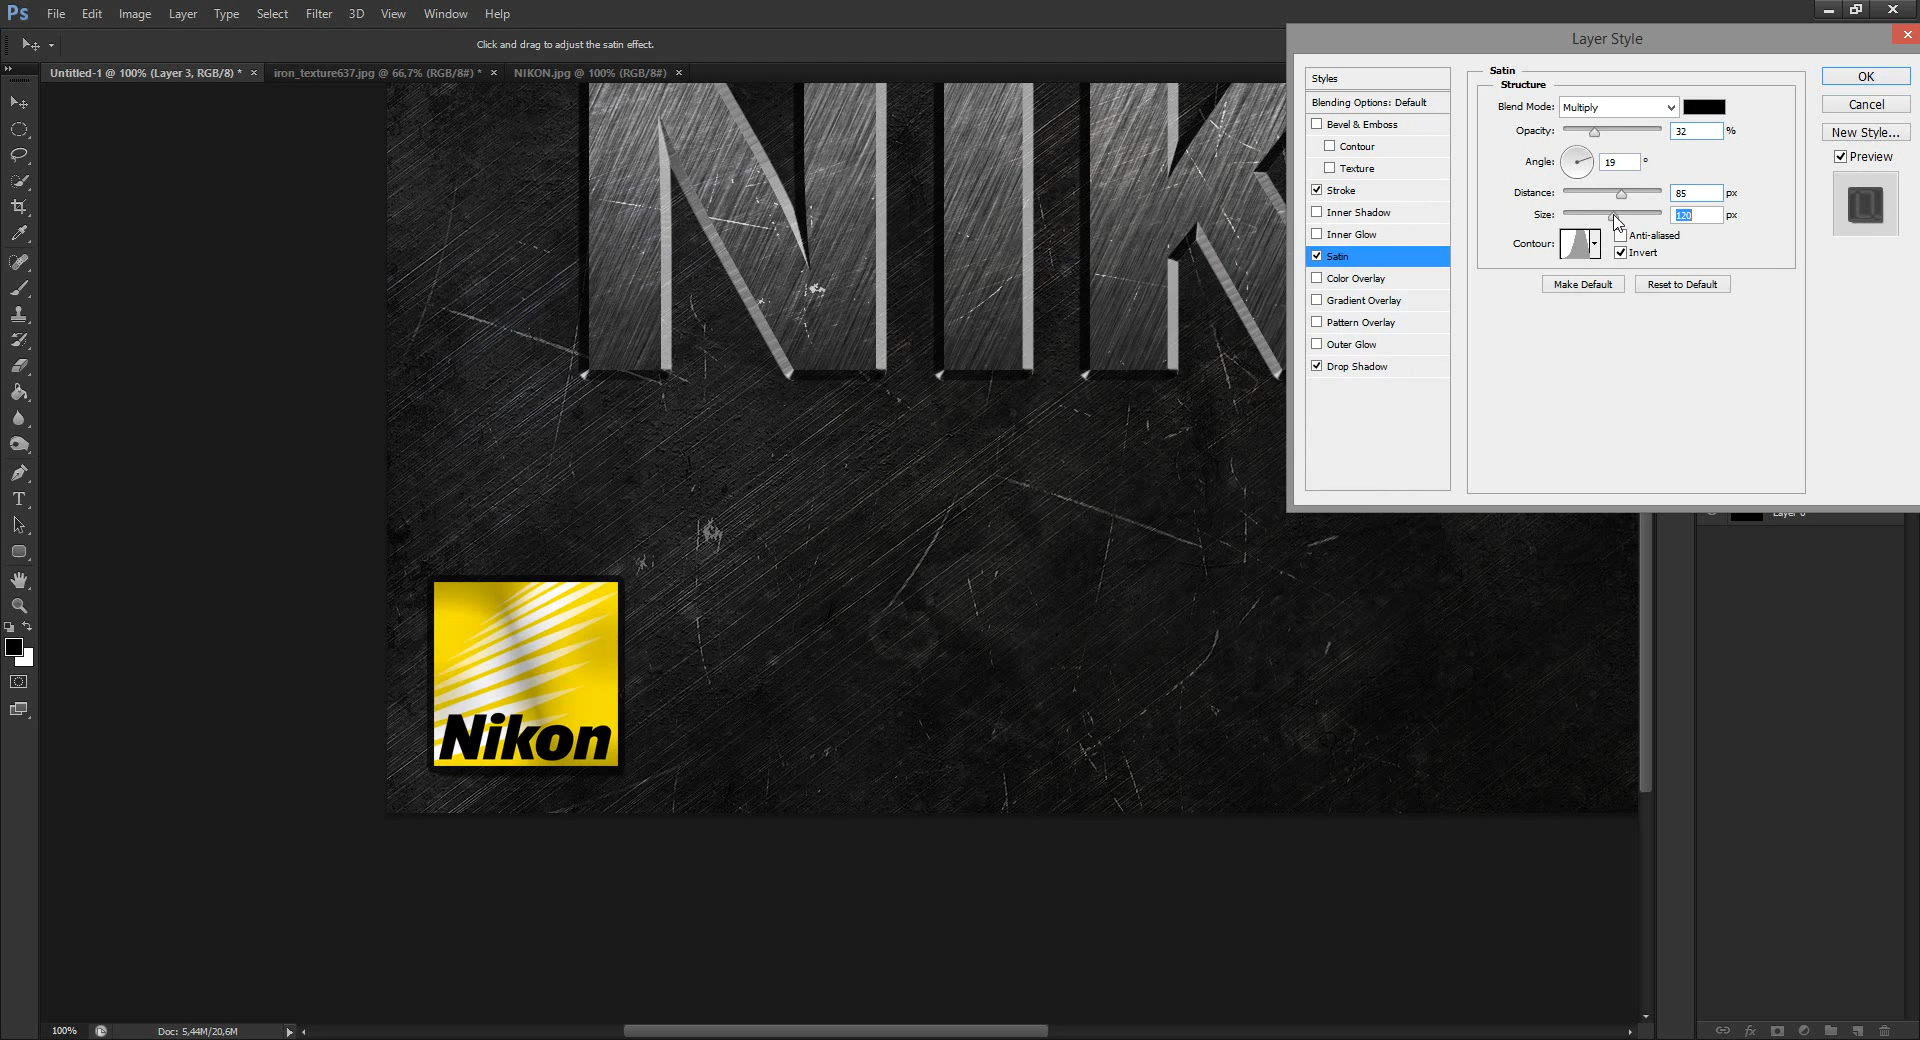 Ps File Edit Image Layer Type Select Filter 3D View Window Help
Click and drag to adjust the satin effect.
Layer Style
Untitled-1 @ 100% (Layer 3, RGB/8) * × iron_texture637.jpg @ 66,7% (RGB/8#) * × NIKON.jpg @ 100% (RGB/8#) ×
Styles
Blending Options: Default
Bevel & Emboss
Contour
Texture
Stroke
Inner Shadow
Inner Glow
Satin
Color Overlay
Gradient Overlay
Pattern Overlay
Outer Glow
Drop Shadow
Satin
Structure
Blend Mode: Multiply
Opacity: 32 %
Angle: 19 °
Distance: 85 px
Size: 120 px
Contour: Anti-aliased
Invert
Make Default Reset to Default
OK
Cancel
New Style...
Preview
NIK
Nikon
100% Doc: 5,44M/20,6M